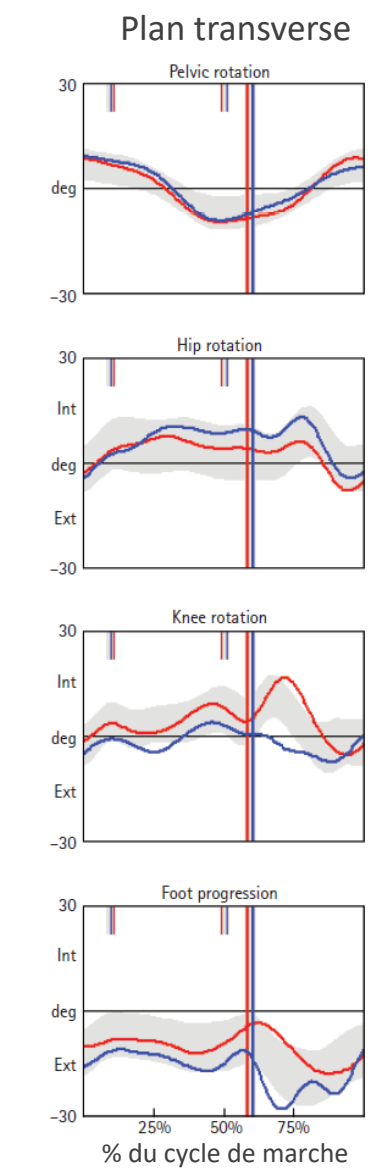 Plan transverse
Pelvic rotation
30
deg
−30
Hip rotation
30
Int
deg
Ext
−30
Knee rotation
30
Int
deg
Ext
−30
Foot progression
30
Int
deg
Ext
−30
25% 50% 75%
% du cycle de marche